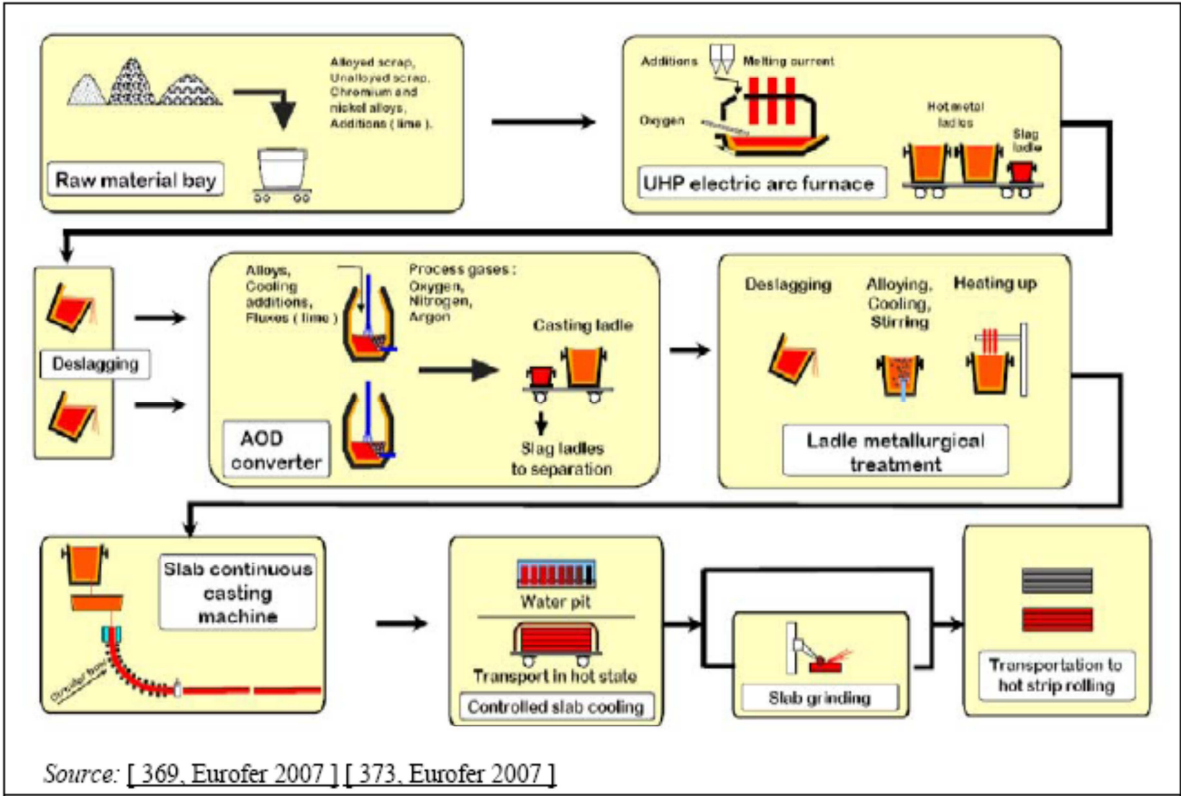 Alloyed scrap,
Unalloyed scrap,
Chromium and
nickel alloys,
Additions ( lime ).
Raw material bay
Additions
Melting current
Oxygen
Hot metal
ladles
Slag
ladle
UHP electric arc furnace
Deslagging
Alloys,
Cooling
additions,
Fluxes ( lime )
Process gases :
Oxygen,
Nitrogen,
Argon
Casting ladle
AOD
converter
Slag ladles
to separation
Deslagging
Alloying,
Cooling,
Stirring
Heating up
Ladle metallurgical
treatment
Slab continuous
casting
machine
Circular bow
Water pit
Transport in hot state
Controlled slab cooling
Slab grinding
Transportation to
hot strip rolling
Source: [ 369, Eurofer 2007 ] [ 373, Eurofer 2007 ]